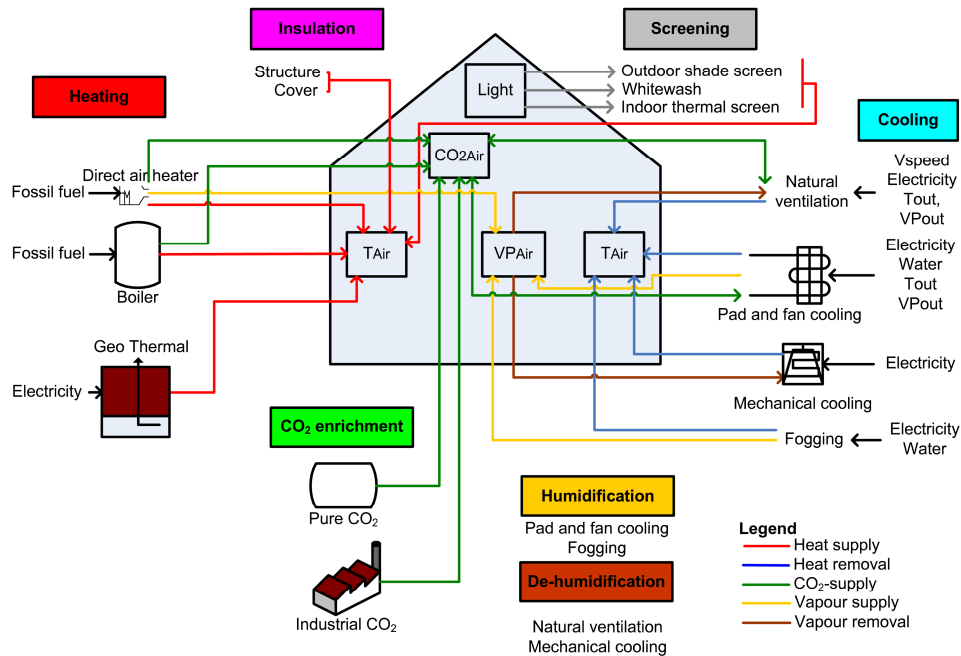 Insulation
Screening
Structure
Cover
Light
Outdoor shade screen
Whitewash
Indoor thermal screen
Heating
Cooling
CO2Air
Direct air heater
Fossil fuel
Natural
ventilation
Vspeed
Electricity
Tout,
VPout
Fossil fuel
Boiler
TAir
VPAir
TAir
Electricity
Water
Tout
VPout
Pad and fan cooling
Geo Thermal
Electricity
Electricity
Mechanical cooling
CO2 enrichment
Fogging
Electricity
Water
Pure CO2
Humidification
Pad and fan cooling
Fogging
De-humidification
Natural ventilation
Mechanical cooling
Industrial CO2
Legend
Heat supply
Heat removal
CO2-supply
Vapour supply
Vapour removal